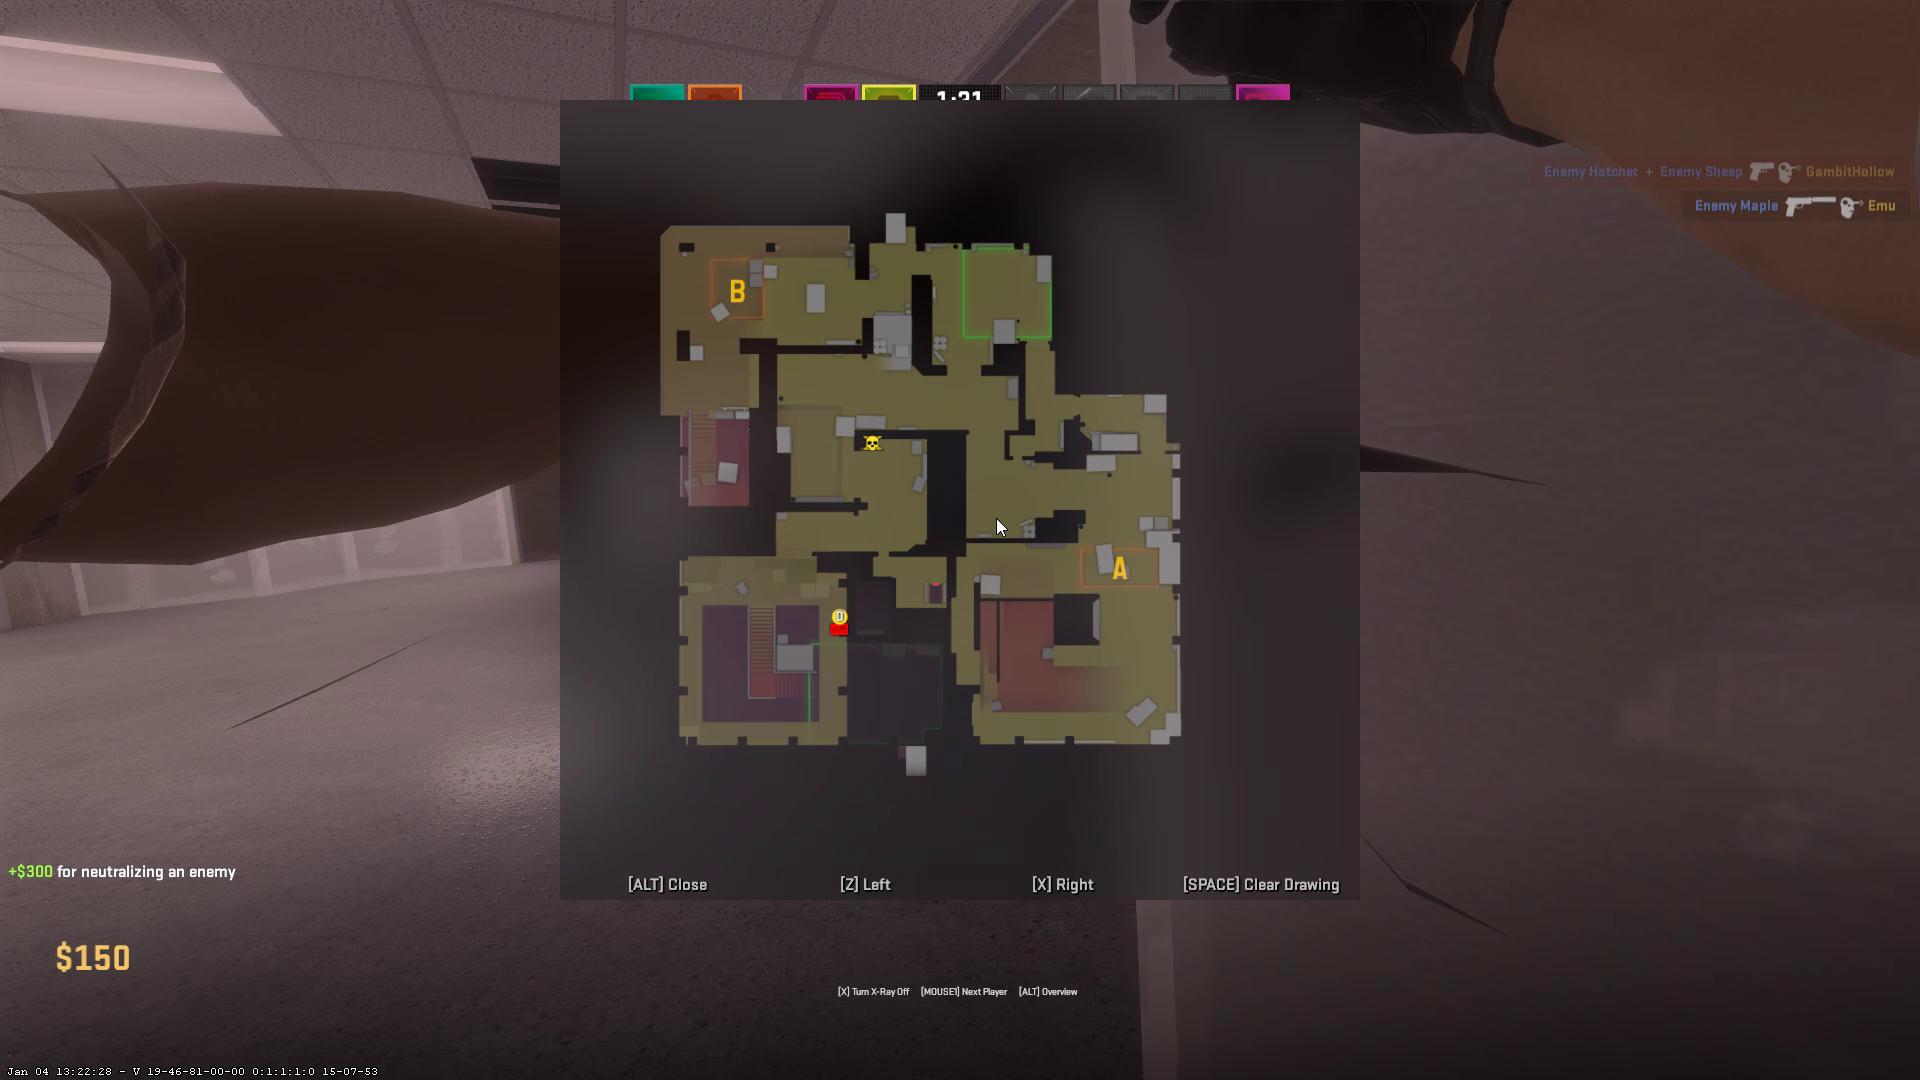 1:21
Enemy Hatchet + Enemy Sheep GambitHollow
Enemy Maple Emu
B
A
D
+$300 for neutralizing an enemy
$150
[ALT] Close [Z] Left [X] Right [SPACE] Clear Drawing
[X] Turn X-Ray Off [MOUSE1] Next Player [ALT] Overview
Jan 04 13:22:28 - V 19-46-81-00-00 0:1:1:1:0 15-07-53